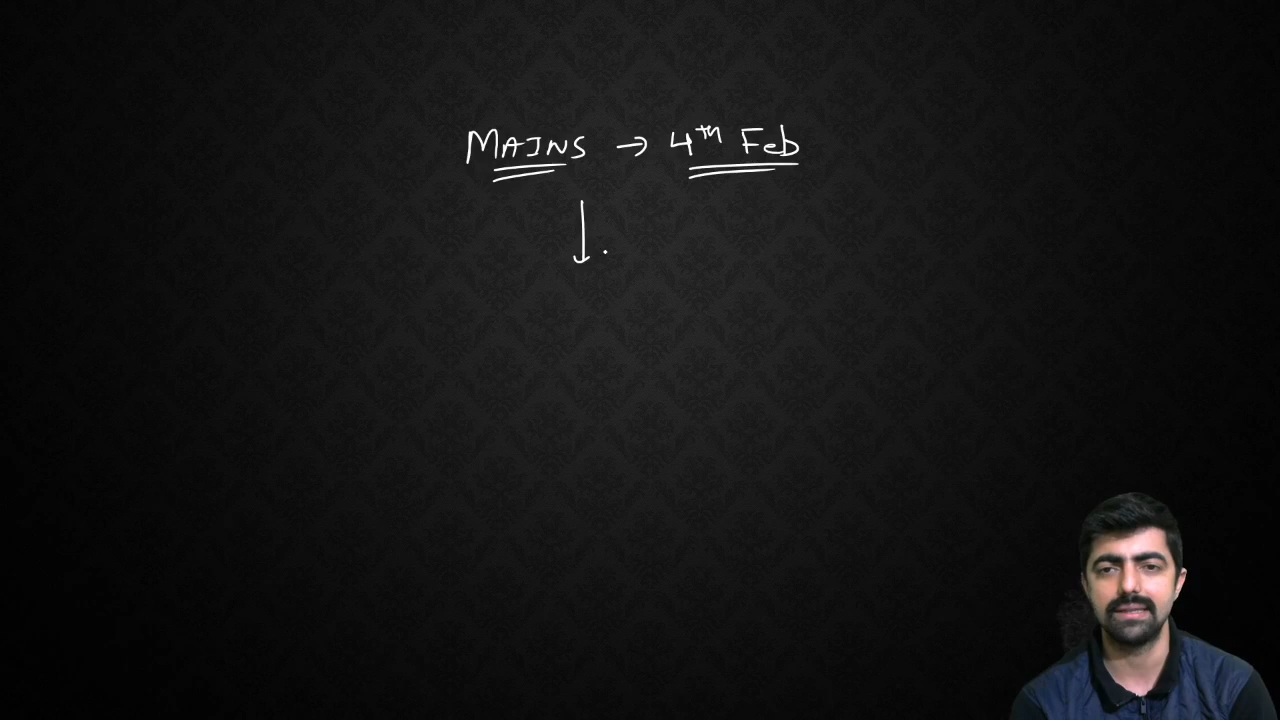 MAINS → 4th Feb
↓ .